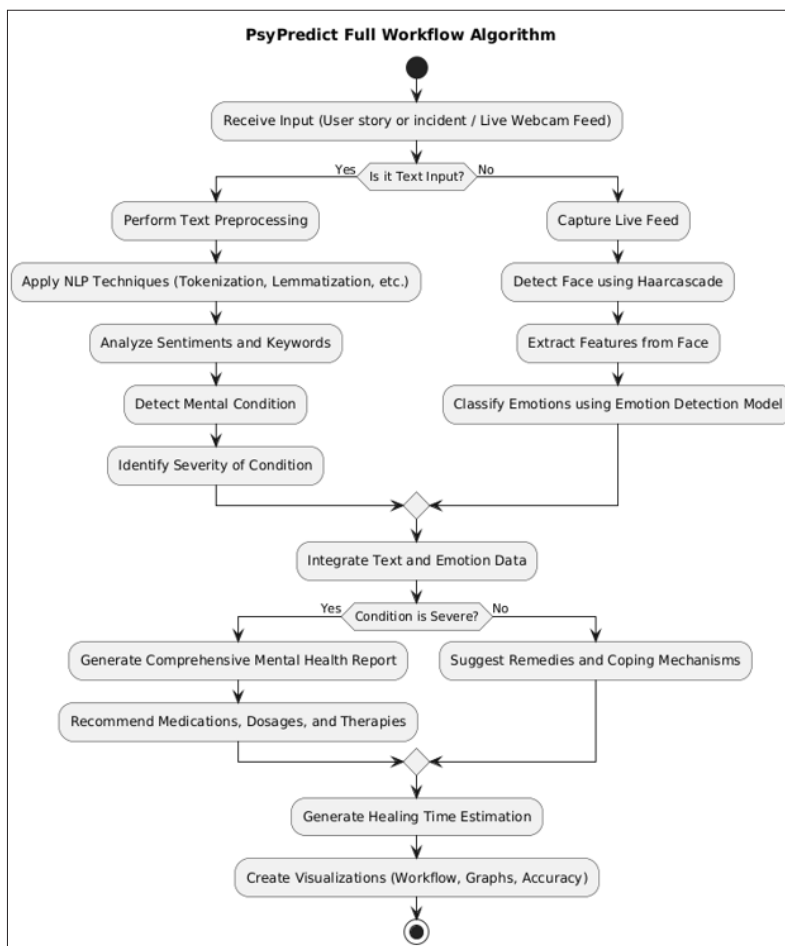 PsyPredict Full Workflow Algorithm
Receive Input (User story or incident / Live Webcam Feed)
Yes
Is it Text Input?
No
Perform Text Preprocessing
Capture Live Feed
Apply NLP Techniques (Tokenization, Lemmatization, etc.)
Detect Face using Haarcascade
Analyze Sentiments and Keywords
Extract Features from Face
Detect Mental Condition
Classify Emotions using Emotion Detection Model
Identify Severity of Condition
Integrate Text and Emotion Data
Yes
Condition is Severe?
No
Generate Comprehensive Mental Health Report
Suggest Remedies and Coping Mechanisms
Recommend Medications, Dosages, and Therapies
Generate Healing Time Estimation
Create Visualizations (Workflow, Graphs, Accuracy)